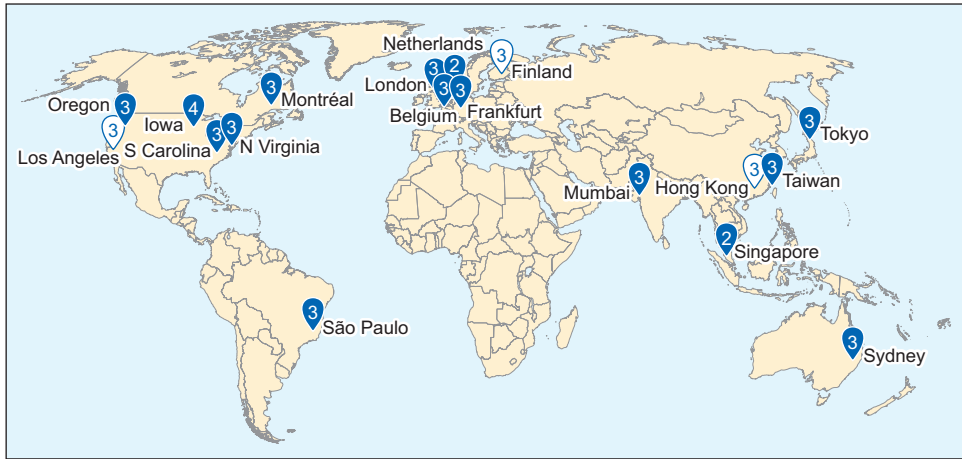 Netherlands
3
2
3
Finland
London
3
3
Belgium
Frankfurt
3
Montréal
Oregon
3
4
Iowa
3
Los Angeles
S Carolina
3
3
N Virginia
3
Tokyo
Mumbai
3
Hong Kong
3
3
Taiwan
2
Singapore
3
São Paulo
3
Sydney